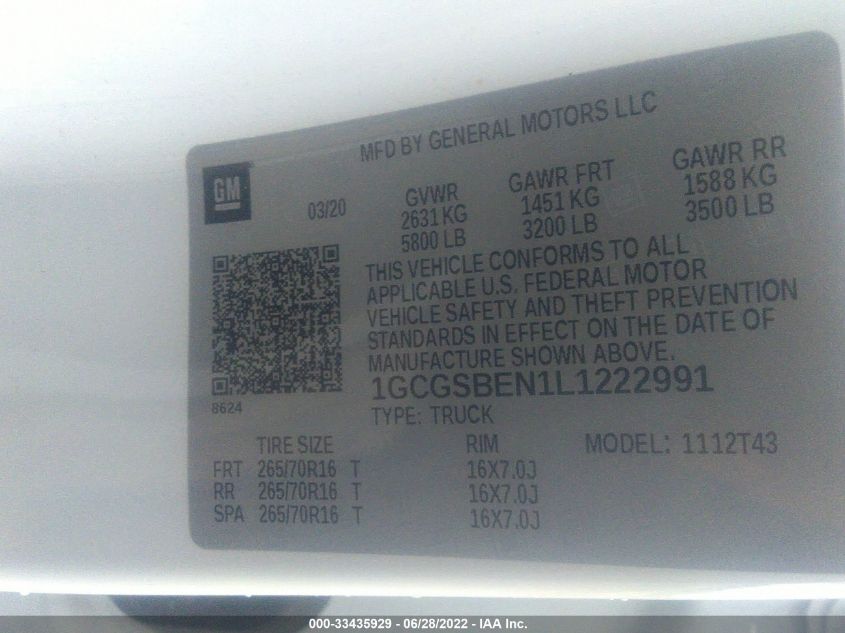 MFD BY GENERAL MOTORS LLC
GM
03/20
GVWR
2631 KG
5800 LB
GAWR FRT
1451 KG
3200 LB
GAWR RR
1588 KG
3500 LB
THIS VEHICLE CONFORMS TO ALL
APPLICABLE U.S. FEDERAL MOTOR
VEHICLE SAFETY AND THEFT PREVENTION
STANDARDS IN EFFECT ON THE DATE OF
MANUFACTURE SHOWN ABOVE.
1GCGSBEN1L1222991
8624
TYPE: TRUCK
TIRE SIZE RIM MODEL: 1112T43
FRT 265/70R16 T 16X7.0J
RR 265/70R16 T 16X7.0J
SPA 265/70R16 T 16X7.0J
000-33435929 - 06/28/2022 - IAA Inc.